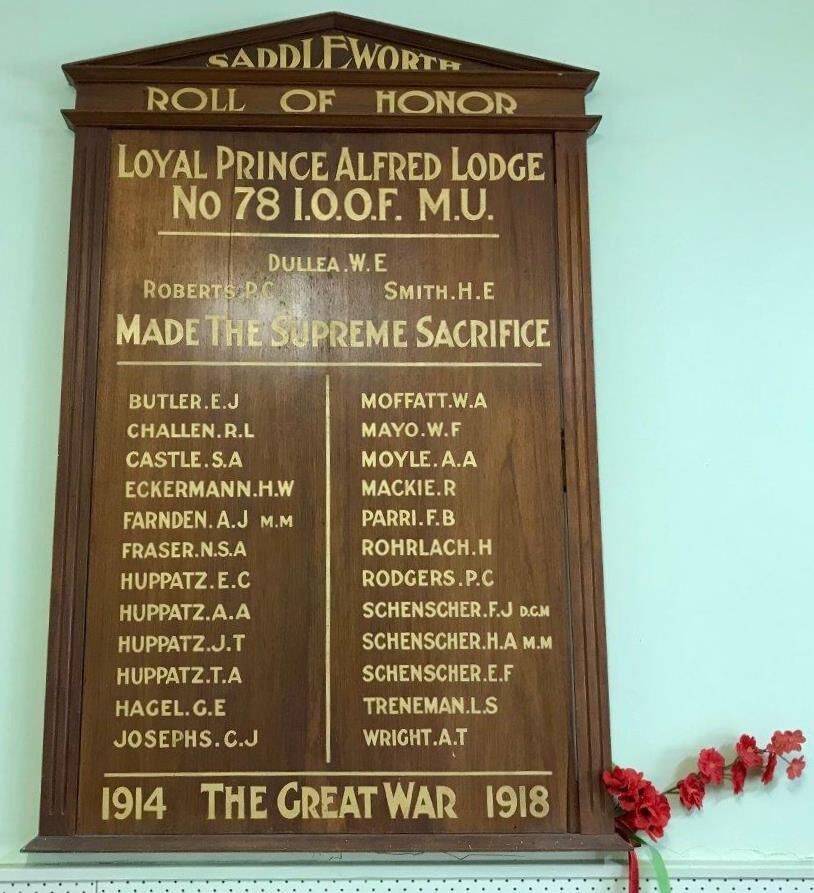 SADDLEWORTH
ROLL OF HONOR
LOYAL PRINCE ALFRED LODGE
No 78 I.O.O.F. M.U.
DULLEA.W.E
ROBERTS.P.C SMITH.H.E
MADE THE SUPREME SACRIFICE
BUTLER.E.J
CHALLEN.R.L
CASTLE.S.A
ECKERMANN.H.W
FARNDEN.A.J M.M
FRASER.N.S.A
HUPPATZ.E.C
HUPPATZ.A.A
HUPPATZ.J.T
HUPPATZ.T.A
HAGEL.G.E
JOSEPHS.C.J
MOFFATT.W.A
MAYO.W.F
MOYLE.A.A
MACKIE.R
PARRI.F.B
ROHRLACH.H
RODGERS.P.C
SCHENSCHER.F.J D.C.M
SCHENSCHER.H.A M.M
SCHENSCHER.E.F
TRENEMAN.L.S
WRIGHT.A.T
1914 THE GREAT WAR 1918